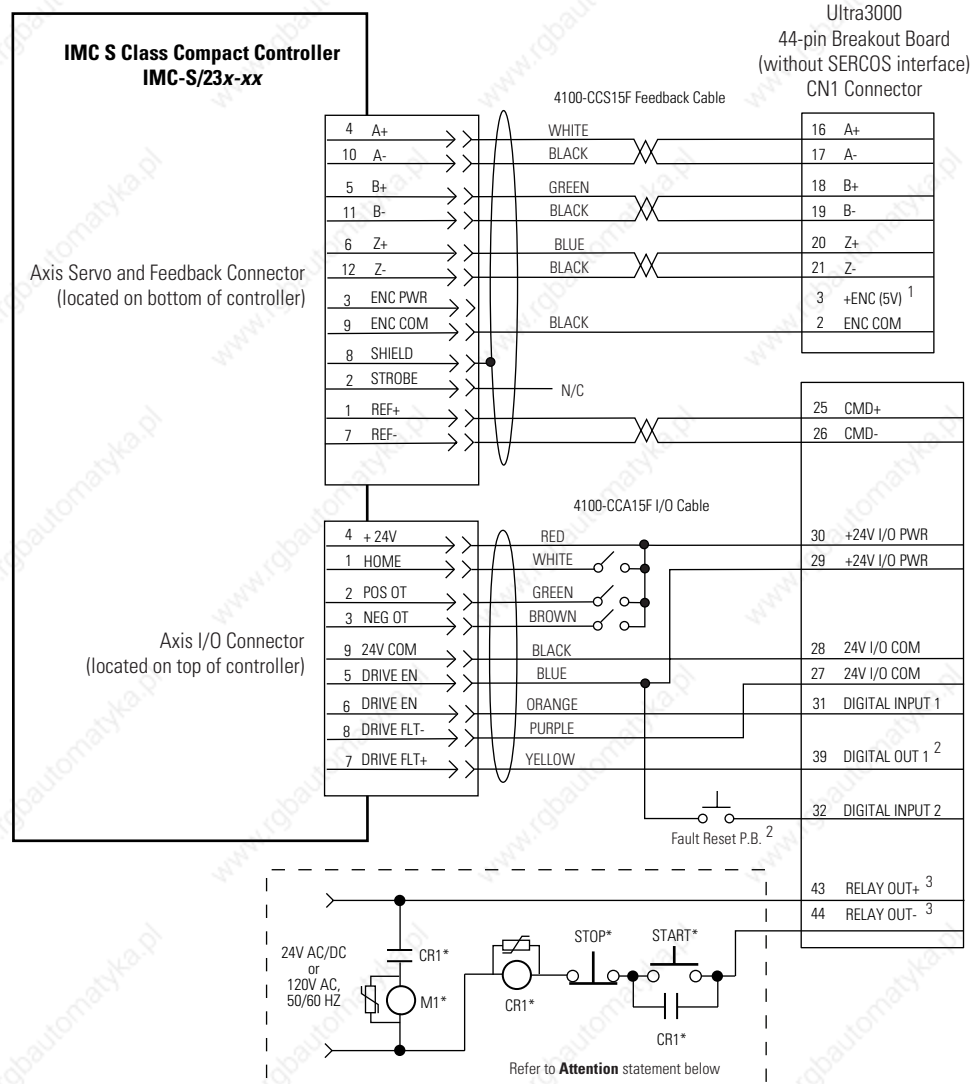 Ultra3000
44-pin Breakout Board
(without SERCOS interface)
CN1 Connector
IMC S Class Compact Controller
IMC-S/23x-xx
4100-CCS15F Feedback Cable
4 A+ WHITE 16 A+
10 A- BLACK 17 A-
5 B+ GREEN 18 B+
11 B- BLACK 19 B-
6 Z+ BLUE 20 Z+
12 Z- BLACK 21 Z-
Axis Servo and Feedback Connector
(located on bottom of controller)
3 ENC PWR 3 +ENC (5V) 1
9 ENC COM BLACK 2 ENC COM
8 SHIELD
2 STROBE N/C
1 REF+ 25 CMD+
7 REF- 26 CMD-
4100-CCA15F I/O Cable
4 + 24V RED 30 +24V I/O PWR
1 HOME WHITE 29 +24V I/O PWR
2 POS OT GREEN
3 NEG OT BROWN
Axis I/O Connector
(located on top of controller)
9 24V COM BLACK 28 24V I/O COM
5 DRIVE EN BLUE 27 24V I/O COM
6 DRIVE EN ORANGE 31 DIGITAL INPUT 1
8 DRIVE FLT- PURPLE
7 DRIVE FLT+ YELLOW 39 DIGITAL OUT 1 2
32 DIGITAL INPUT 2
Fault Reset P.B. 2
43 RELAY OUT+ 3
44 RELAY OUT- 3
24V AC/DC
or
120V AC,
50/60 HZ
CR1*
M1*
CR1*
STOP*
START*
CR1*
Refer to Attention statement below
www.rgbautomatyka.pl